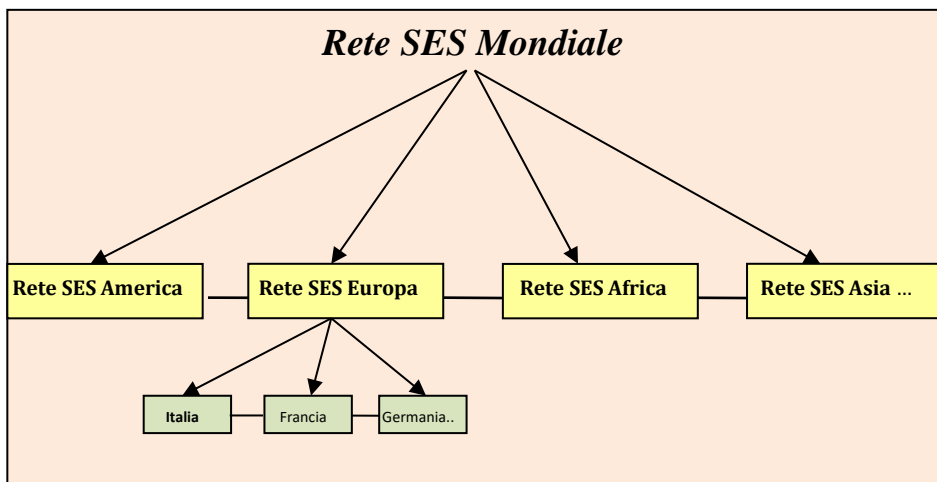 Rete SES Mondiale
Rete SES America
Rete SES Europa
Rete SES Africa
Rete SES Asia ...
Italia
Francia
Germania..